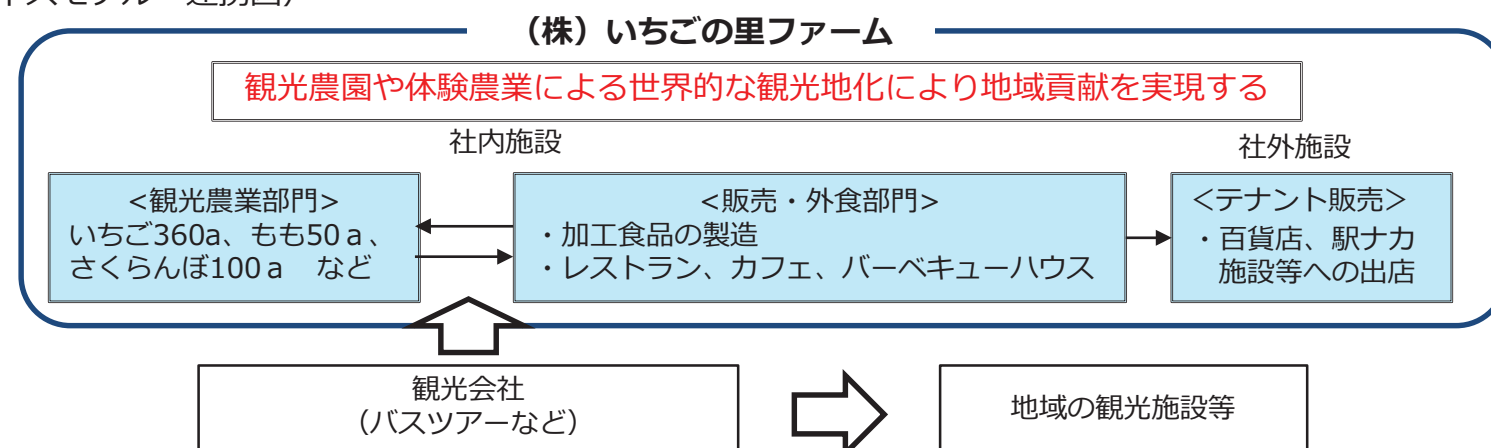 （株）いちごの里ファーム
観光農園や体験農業による世界的な観光地化により地域貢献を実現する
社内施設
社外施設
<観光農業部門>
いちご360a、もも50ａ、
さくらんぼ100ａ　など
<販売・外食部門>
・加工食品の製造
・レストラン、カフェ、バーベキューハウス
＜テナント販売＞
・百貨店、駅ナカ
施設等への出店
観光会社
（バスツアーなど）
地域の観光施設等